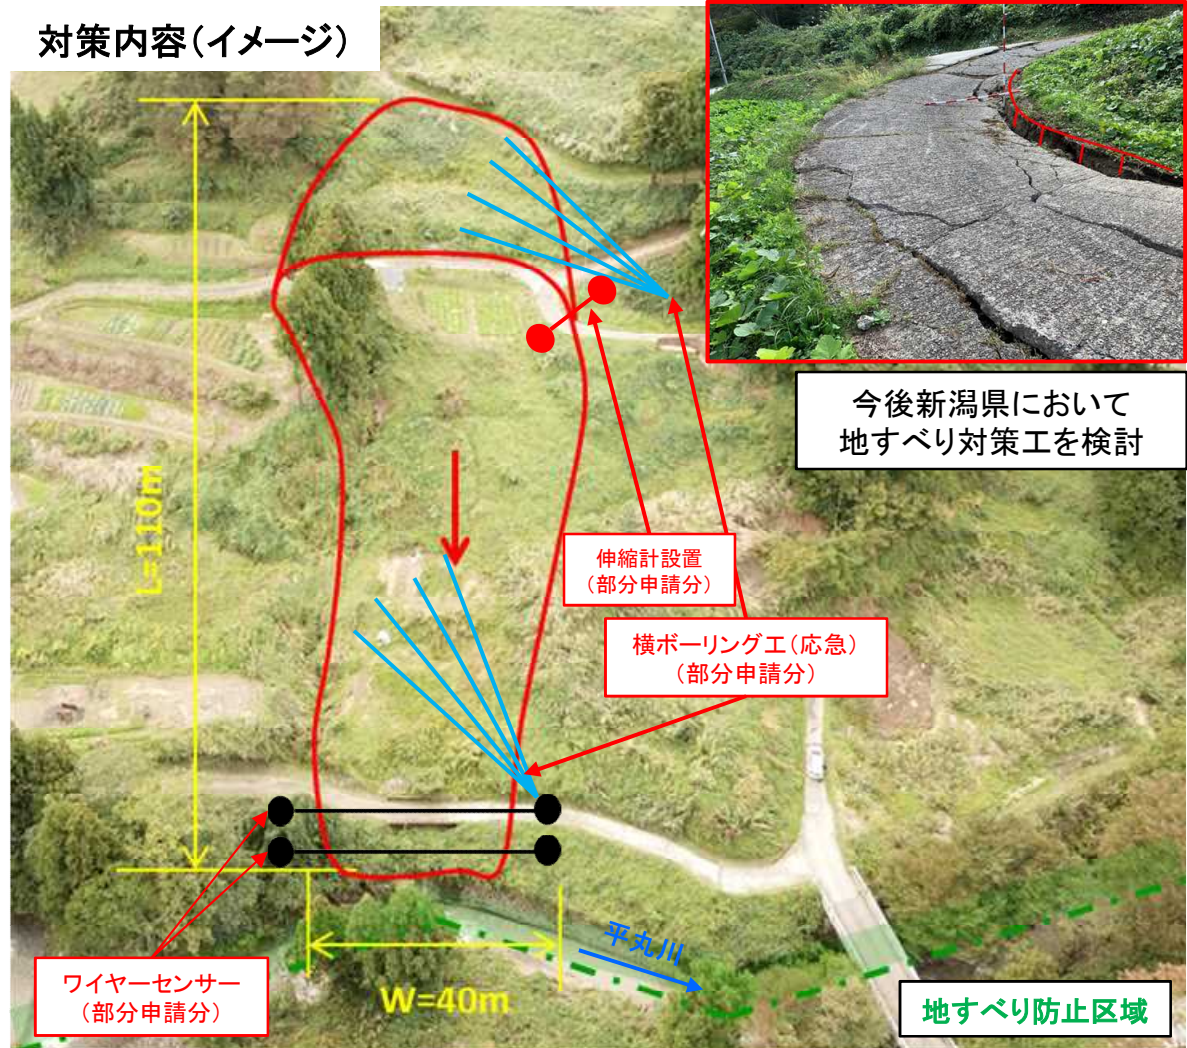 対策内容(イメージ)
今後新潟県において
地すべり対策工を検討
L=110m
伸縮計設置
(部分申請分)
横ボーリング工(応急)
(部分申請分)
平丸川
ワイヤーセンサー
(部分申請分)
W=40m
地すべり防止区域